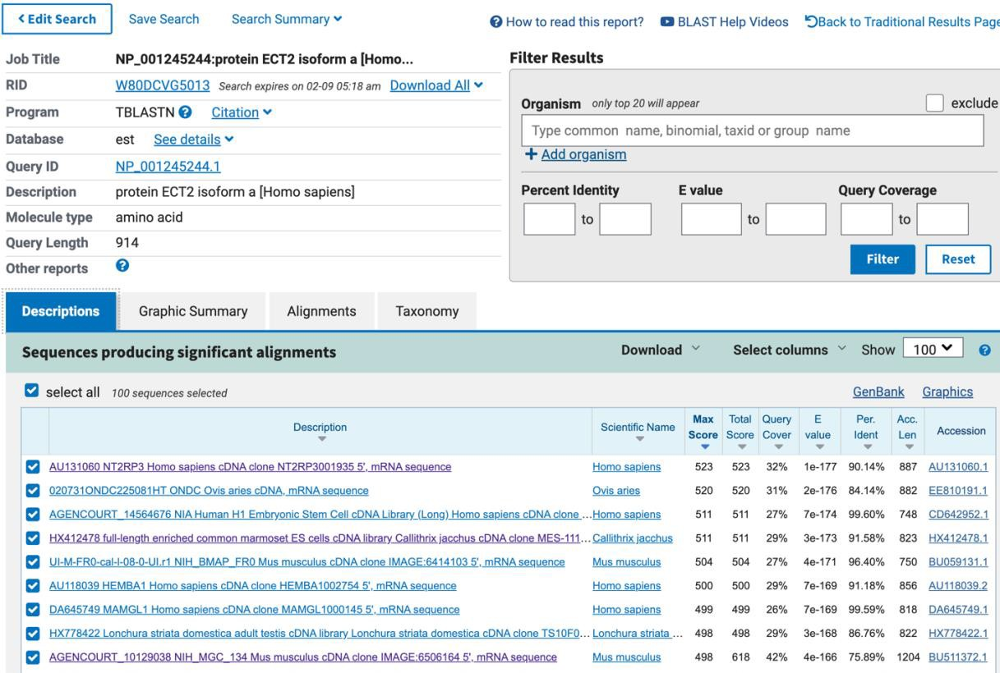 Edit Search Save Search Search Summary How to read this report? BLAST Help Videos Back to Traditional Results Page
Job Title NP_001245244:protein ECT2 isoform a [Homo...
RID W80DCVG5013 Search expires on 02-09 05:18 am Download All
Program TBLASTN Citation
Database est See details
Query ID NP_001245244.1
Description protein ECT2 isoform a [Homo sapiens]
Molecule type amino acid
Query Length 914
Other reports
Filter Results
Organism only top 20 will appear exclude
Type common name, binomial, taxid or group name
+ Add organism
Percent Identity E value Query Coverage
to to to
Filter Reset
Descriptions Graphic Summary Alignments Taxonomy
Sequences producing significant alignments Download Select columns Show 100
select all 100 sequences selected GenBank Graphics
Description Scientific Name Max Score Total Score Query Cover E value Per. Ident Acc. Len Accession
AU131060 NT2RP3 Homo sapiens cDNA clone NT2RP3001935 5', mRNA sequence Homo sapiens 523 523 32% 1e-177 90.14% 887 AU131060.1
020731ONDC225081HT ONDC Ovis aries cDNA, mRNA sequence Ovis aries 520 520 31% 2e-176 84.14% 882 EE810191.1
AGENCOURT_14564676 NIA Human H1 Embryonic Stem Cell cDNA Library (Long) Homo sapiens cDNA clone ... Homo sapiens 511 511 27% 7e-174 99.60% 748 CD642952.1
HX412478 full-length enriched common marmoset ES cells cDNA library Callithrix jacchus cDNA clone MES-111... Callithrix jacchus 511 511 29% 3e-173 91.58% 823 HX412478.1
UI-M-FR0-cal-l-08-0-UI.r1 NIH_BMAP_FR0 Mus musculus cDNA clone IMAGE:6414103 5', mRNA sequence Mus musculus 504 504 27% 4e-171 96.40% 750 BU059131.1
AU118039 HEMBA1 Homo sapiens cDNA clone HEMBA1002754 5', mRNA sequence Homo sapiens 500 500 29% 7e-169 91.18% 856 AU118039.2
DA645749 MAMGL1 Homo sapiens cDNA clone MAMGL1000145 5', mRNA sequence Homo sapiens 499 499 26% 7e-169 99.59% 818 DA645749.1
HX778422 Lonchura striata domestica adult testis cDNA library Lonchura striata domestica cDNA clone TS10F0... Lonchura striata ... 498 498 29% 3e-168 86.76% 822 HX778422.1
AGENCOURT_10129038 NIH_MGC_134 Mus musculus cDNA clone IMAGE:6506164 5', mRNA sequence Mus musculus 498 618 42% 4e-166 75.89% 1204 BU511372.1